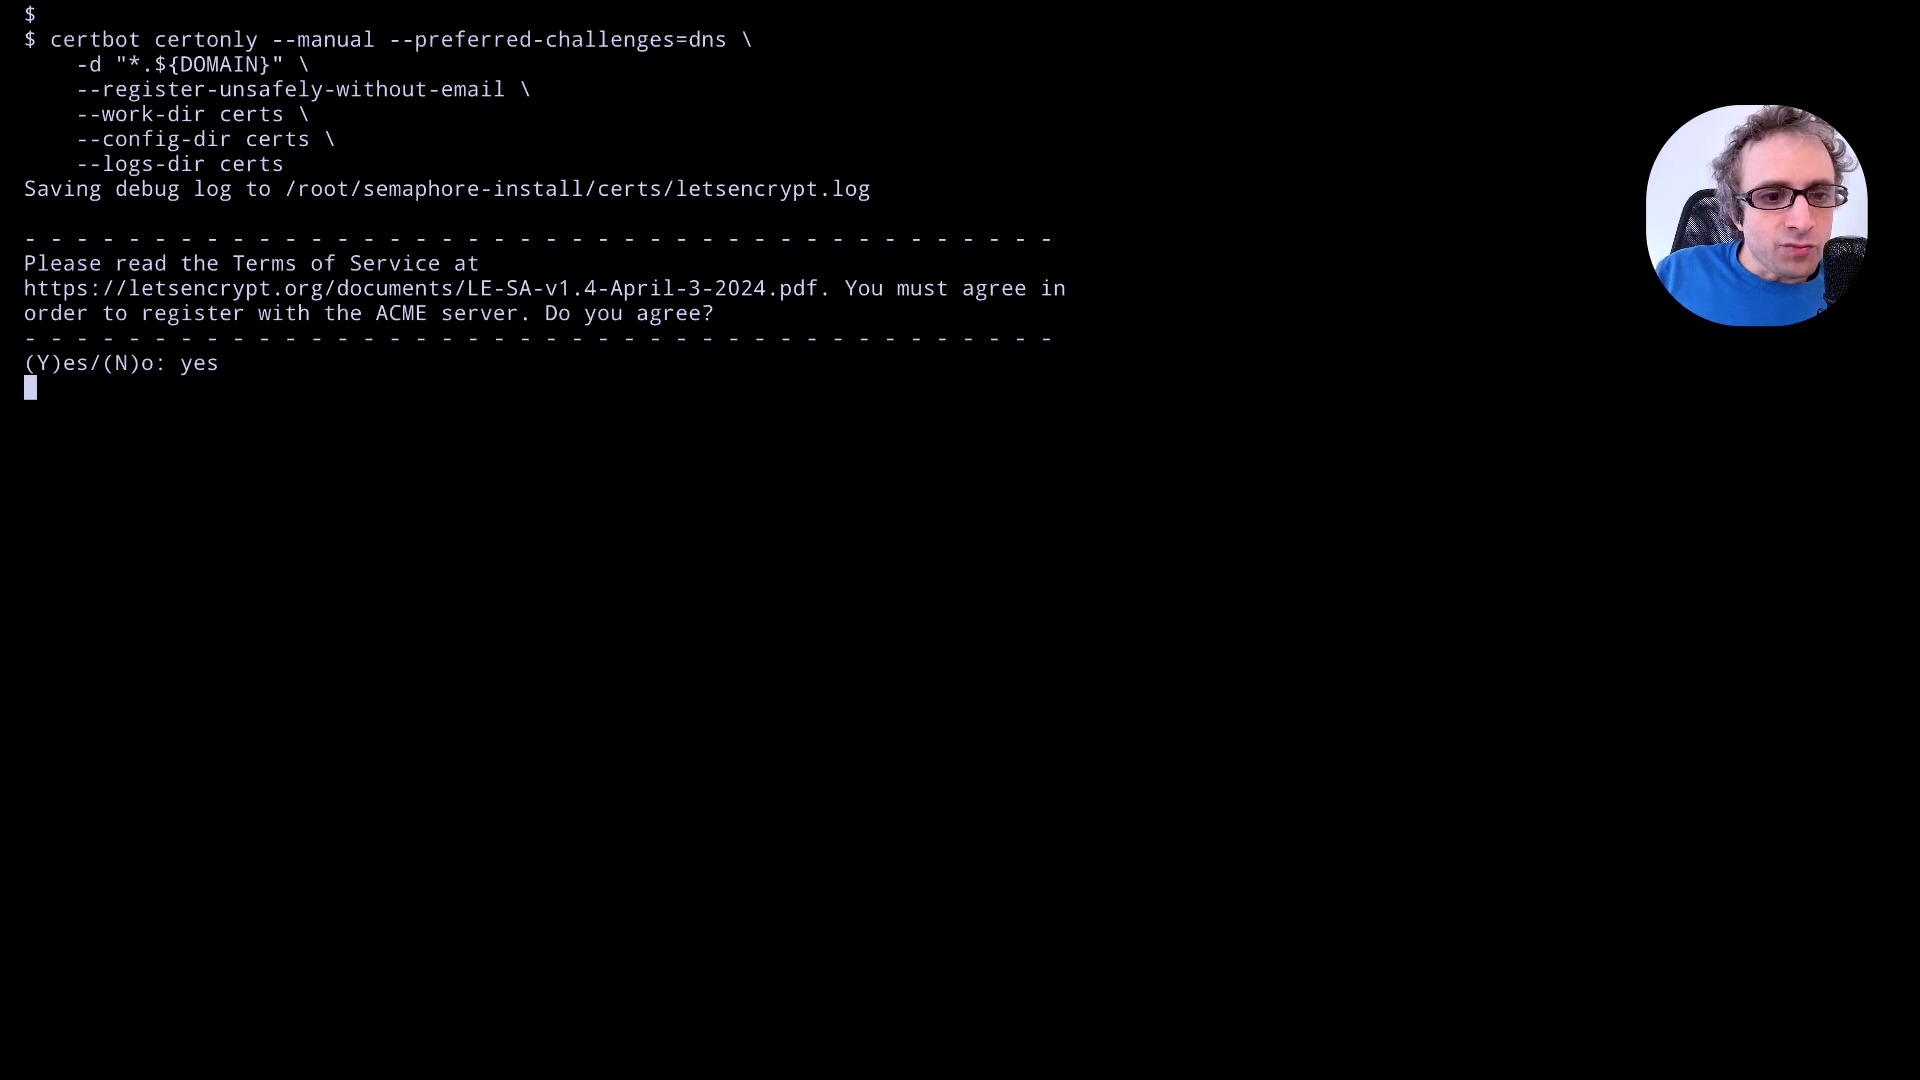 $
$ certbot certonly --manual --preferred-challenges=dns \
-d "*.${DOMAIN}" \
--register-unsafely-without-email \
--work-dir certs \
--config-dir certs \
--logs-dir certs
Saving debug log to /root/semaphore-install/certs/letsencrypt.log
- - - - - - - - - - - - - - - - - - - - - - - - - - - - - - - - - - - - - - - -
Please read the Terms of Service at
https://letsencrypt.org/documents/LE-SA-v1.4-April-3-2024.pdf. You must agree in
order to register with the ACME server. Do you agree?
- - - - - - - - - - - - - - - - - - - - - - - - - - - - - - - - - - - - - - - -
(Y)es/(N)o: yes